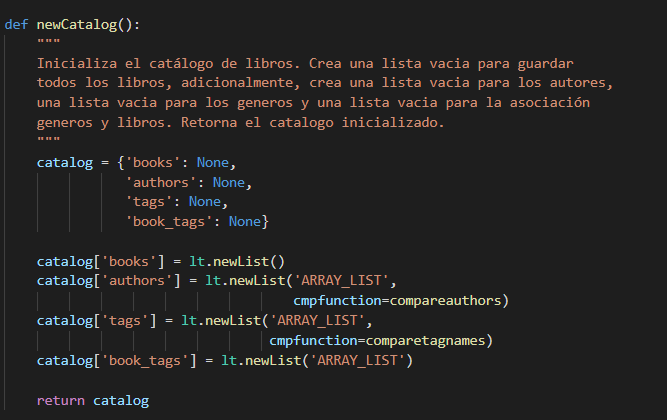 def newCatalog():
    """
    Inicializa el catálogo de libros. Crea una lista vacia para guardar
    todos los libros, adicionalmente, crea una lista vacia para los autores,
    una lista vacia para los generos y una lista vacia para la asociación
    generos y libros. Retorna el catalogo inicializado.
    """
    catalog = {'books': None,
               'authors': None,
               'tags': None,
               'book_tags': None}

    catalog['books'] = lt.newList()
    catalog['authors'] = lt.newList('ARRAY_LIST',
                                    cmpfunction=compareauthors)
    catalog['tags'] = lt.newList('ARRAY_LIST',
                                 cmpfunction=comparetagnames)
    catalog['book_tags'] = lt.newList('ARRAY_LIST')

    return catalog